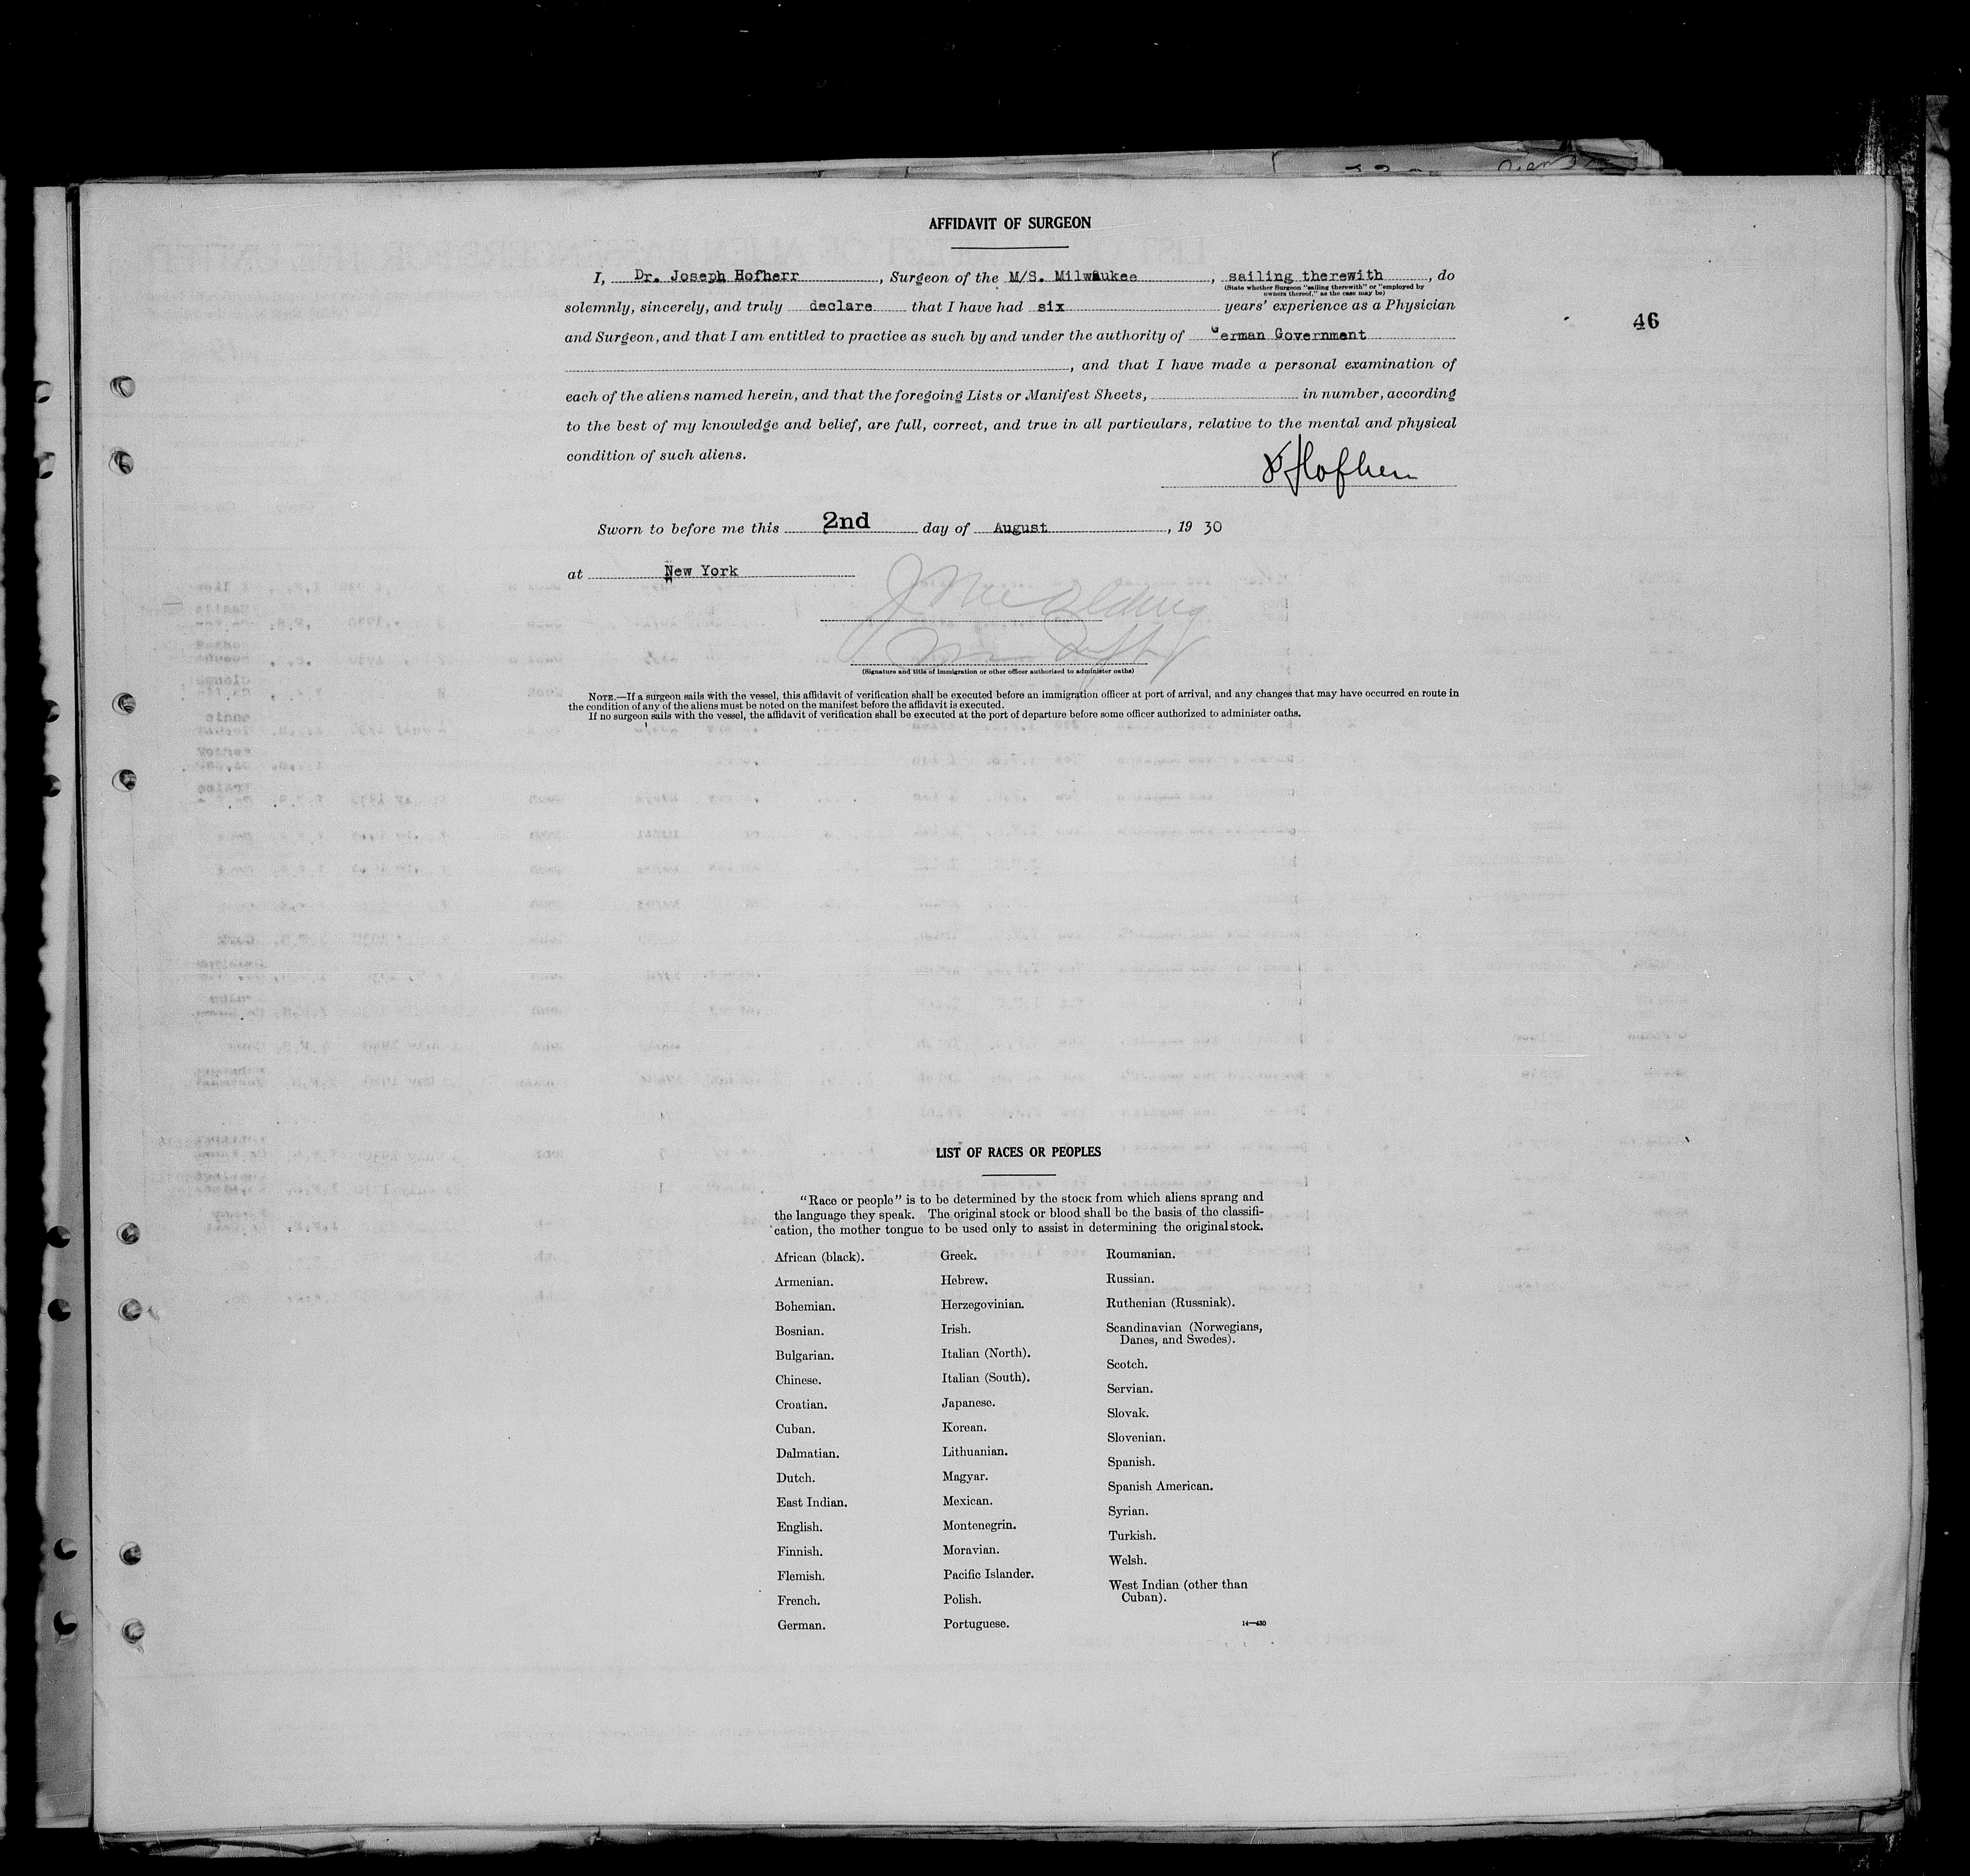 AFFIDAVIT OF SURGEON
I, Dr. Joseph Hofherr, Surgeon of the M/S. Milwaukee, sailing therewith, do
(State whether Surgeon "sailing therewith" or "employed by
owners thereof," as the case may be)
solemnly, sincerely, and truly declare that I have had six years' experience as a Physician
46
and Surgeon, and that I am entitled to practice as such by and under the authority of German Government
, and that I have made a personal examination of
each of the aliens named herein, and that the foregoing Lists or Manifest Sheets, in number, according
to the best of my knowledge and belief, are full, correct, and true in all particulars, relative to the mental and physical
condition of such aliens.
Hofherr
Sworn to before me this 2nd day of August, 19 30
at New York
(Signature and title of immigration or other officer authorized to administer oaths)
NOTE.—If a surgeon sails with the vessel, this affidavit of verification shall be executed before an immigration officer at port of arrival, and any changes that may have occurred en route in
the condition of any of the aliens must be noted on the manifest before the affidavit is executed.
If no surgeon sails with the vessel, the affidavit of verification shall be executed at the port of departure before some officer authorized to administer oaths.
LIST OF RACES OR PEOPLES
"Race or people" is to be determined by the stock from which aliens sprang and
the language they speak. The original stock or blood shall be the basis of the classifi-
cation, the mother tongue to be used only to assist in determining the original stock.
African (black).
Armenian.
Bohemian.
Bosnian.
Bulgarian.
Chinese.
Croatian.
Cuban.
Dalmatian.
Dutch.
East Indian.
English.
Finnish.
Flemish.
French.
German.
Greek.
Hebrew.
Herzegovinian.
Irish.
Italian (North).
Italian (South).
Japanese.
Korean.
Lithuanian.
Magyar.
Mexican.
Montenegrin.
Moravian.
Pacific Islander.
Polish.
Portuguese.
Roumanian.
Russian.
Ruthenian (Russniak).
Scandinavian (Norwegians,
Danes, and Swedes).
Scotch.
Servian.
Slovak.
Slovenian.
Spanish.
Spanish American.
Syrian.
Turkish.
Welsh.
West Indian (other than
Cuban).
14—430